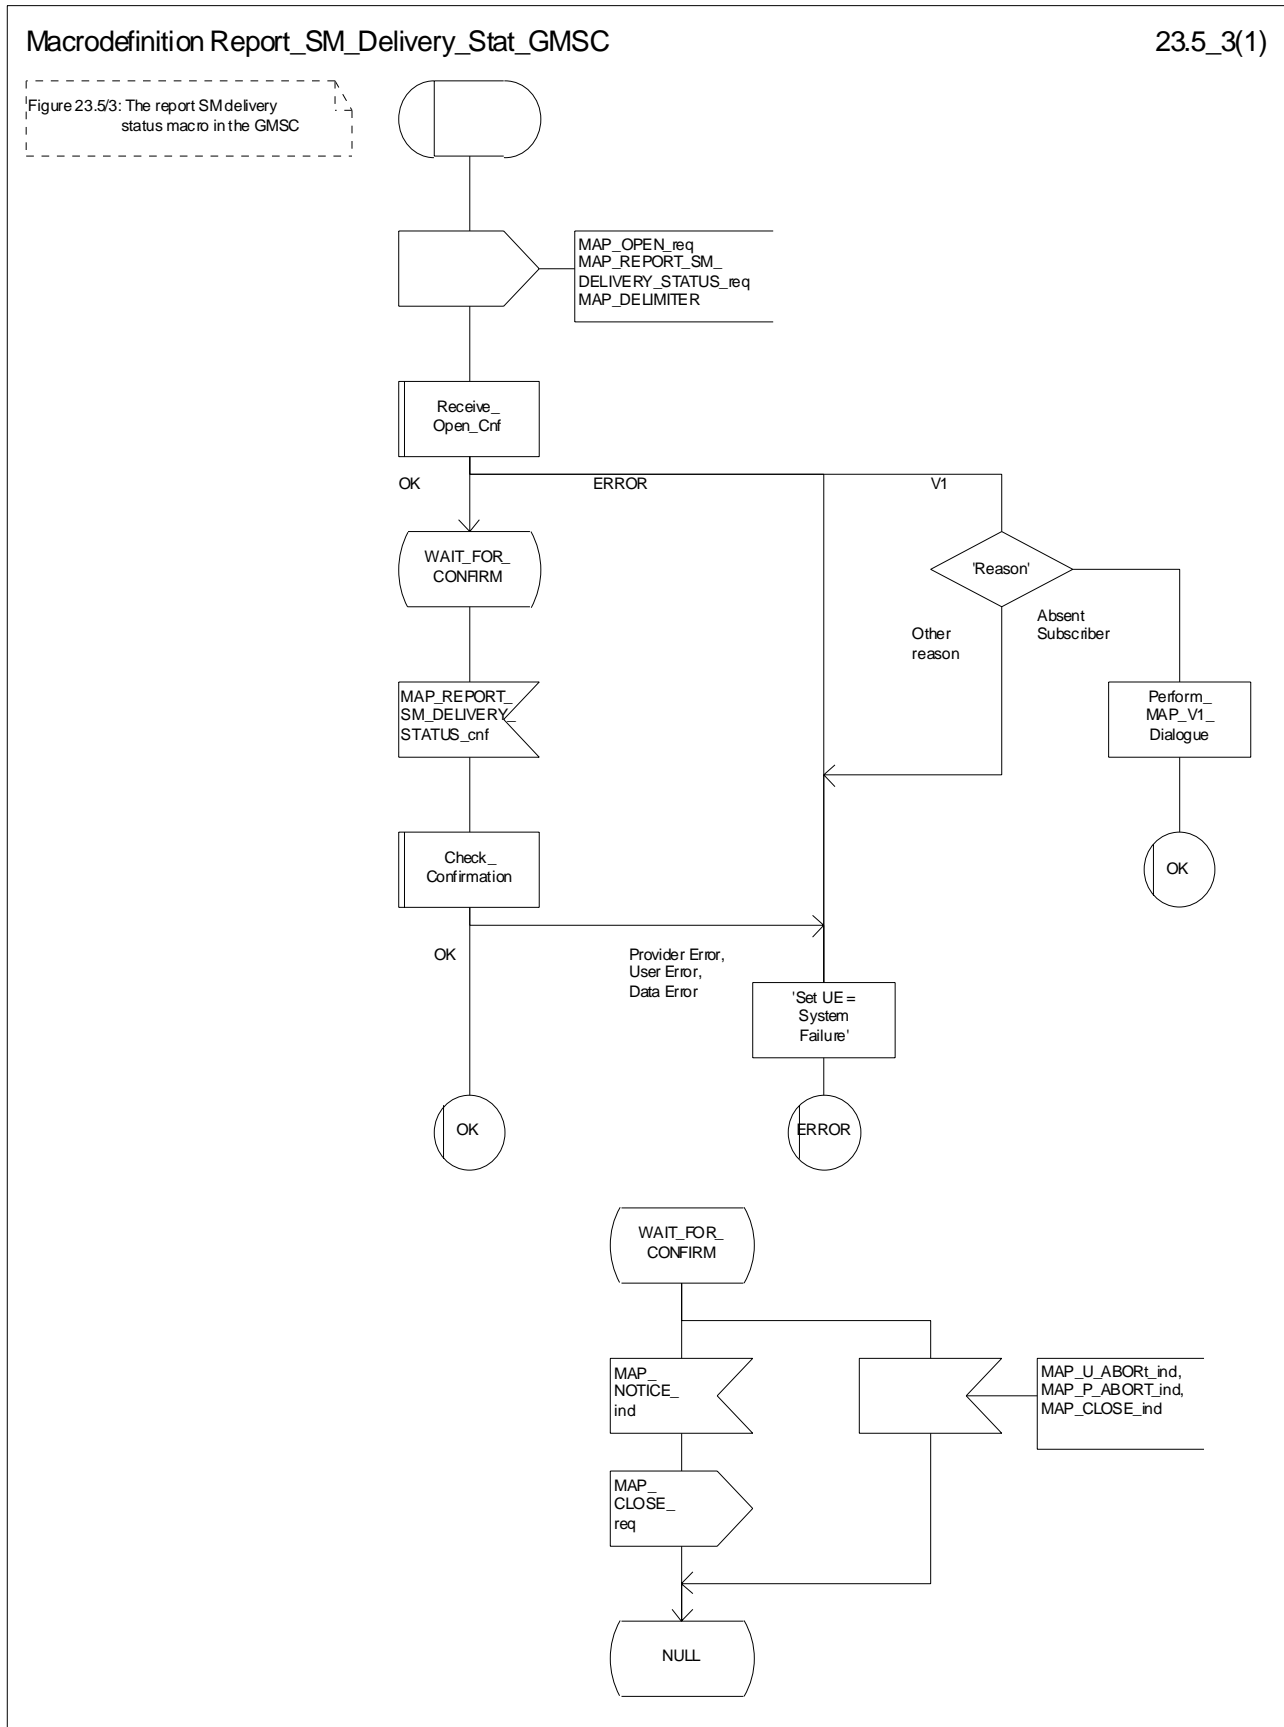 Macrodefinition Report_SM_Delivery_Stat_GMSC
23.5_3(1)
Figure 23.5/3: The report SM delivery
status macro in the GMSC
MAP_OPEN_req
MAP_REPORT_SM_
DELIVERY_STATUS_req
MAP_DELIMITER
Receive_
Open_Cnf
OK
ERROR
V1
WAIT_FOR_
CONFIRM
'Reason'
Other
reason
Absent
Subscriber
MAP_REPORT_
SM_DELIVERY_
STATUS_cnf
Perform_
MAP_V1_
Dialogue
Check_
Confirmation
OK
OK
Provider Error,
User Error,
Data Error
'Set UE =
System
Failure'
OK
ERROR
WAIT_FOR_
CONFIRM
MAP_
NOTICE_
ind
MAP_U_ABORt_ind,
MAP_P_ABORT_ind,
MAP_CLOSE_ind
MAP_
CLOSE_
req
NULL